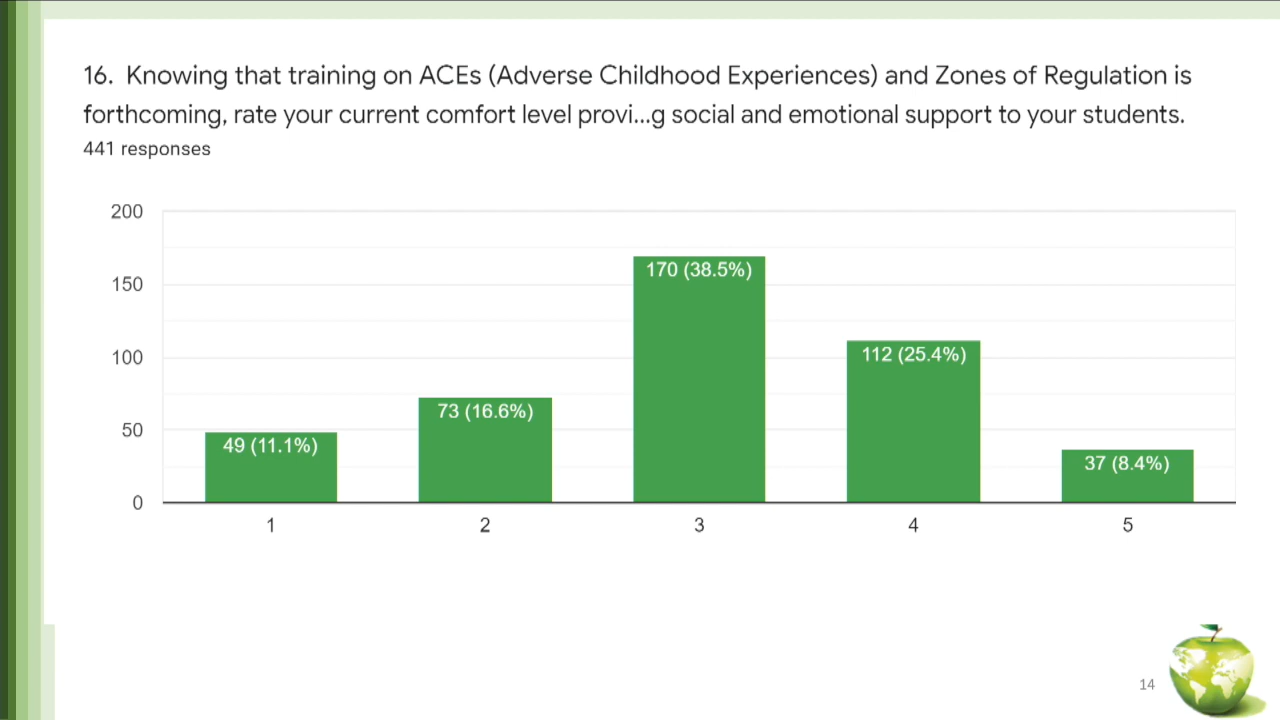 16. Knowing that training on ACEs (Adverse Childhood Experiences) and Zones of Regulation is
forthcoming, rate your current comfort level provi...g social and emotional support to your students.
441 responses
200
150
100
50
0
49 (11.1%)
73 (16.6%)
170 (38.5%)
112 (25.4%)
37 (8.4%)
1 2 3 4 5
14